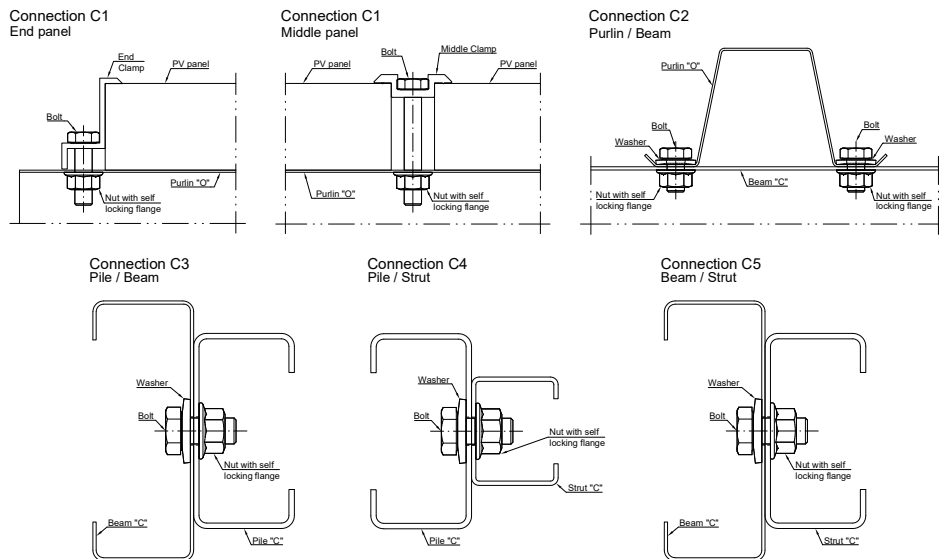 Connection C1
End panel
End
Clamp
PV panel
Bolt
Purlin "O"
Nut with self
locking flange
Connection C1
Middle panel
Bolt
Middle Clamp
PV panel
PV panel
Purlin "O"
Nut with self
locking flange
Connection C2
Purlin / Beam
Purlin "O"
Bolt
Washer
Bolt
Washer
Nut with self
locking flange
Beam "C"
Nut with self
locking flange
Connection C3
Pile / Beam
Washer
Bolt
Nut with self
locking flange
Beam "C"
Pile "C"
Connection C4
Pile / Strut
Washer
Bolt
Nut with self
locking flange
Strut "C"
Pile "C"
Connection C5
Beam / Strut
Washer
Bolt
Nut with self
locking flange
Beam "C"
Strut "C"